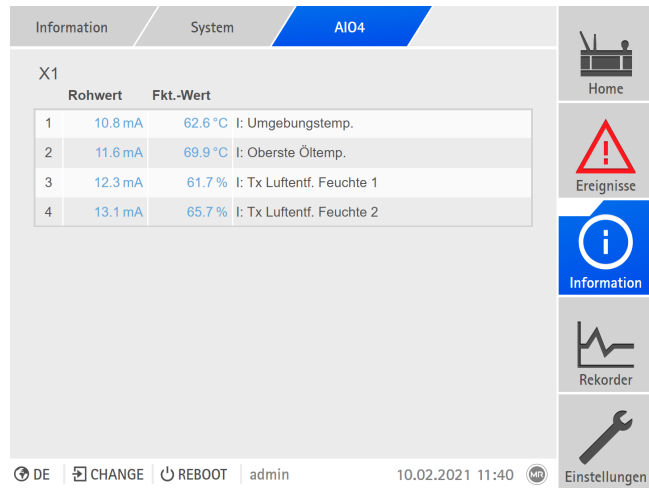 Information System AIO4
X1
Rohwert Fkt.-Wert
1 10.8 mA 62.6 °C I: Umgebungstemp.
2 11.6 mA 69.9 °C I: Oberste Öltemp.
3 12.3 mA 61.7 % I: Tx Luftentf. Feuchte 1
4 13.1 mA 65.7 % I: Tx Luftentf. Feuchte 2
Home
Ereignisse
Information
Rekorder
Einstellungen
DE CHANGE REBOOT admin 10.02.2021 11:40 MR